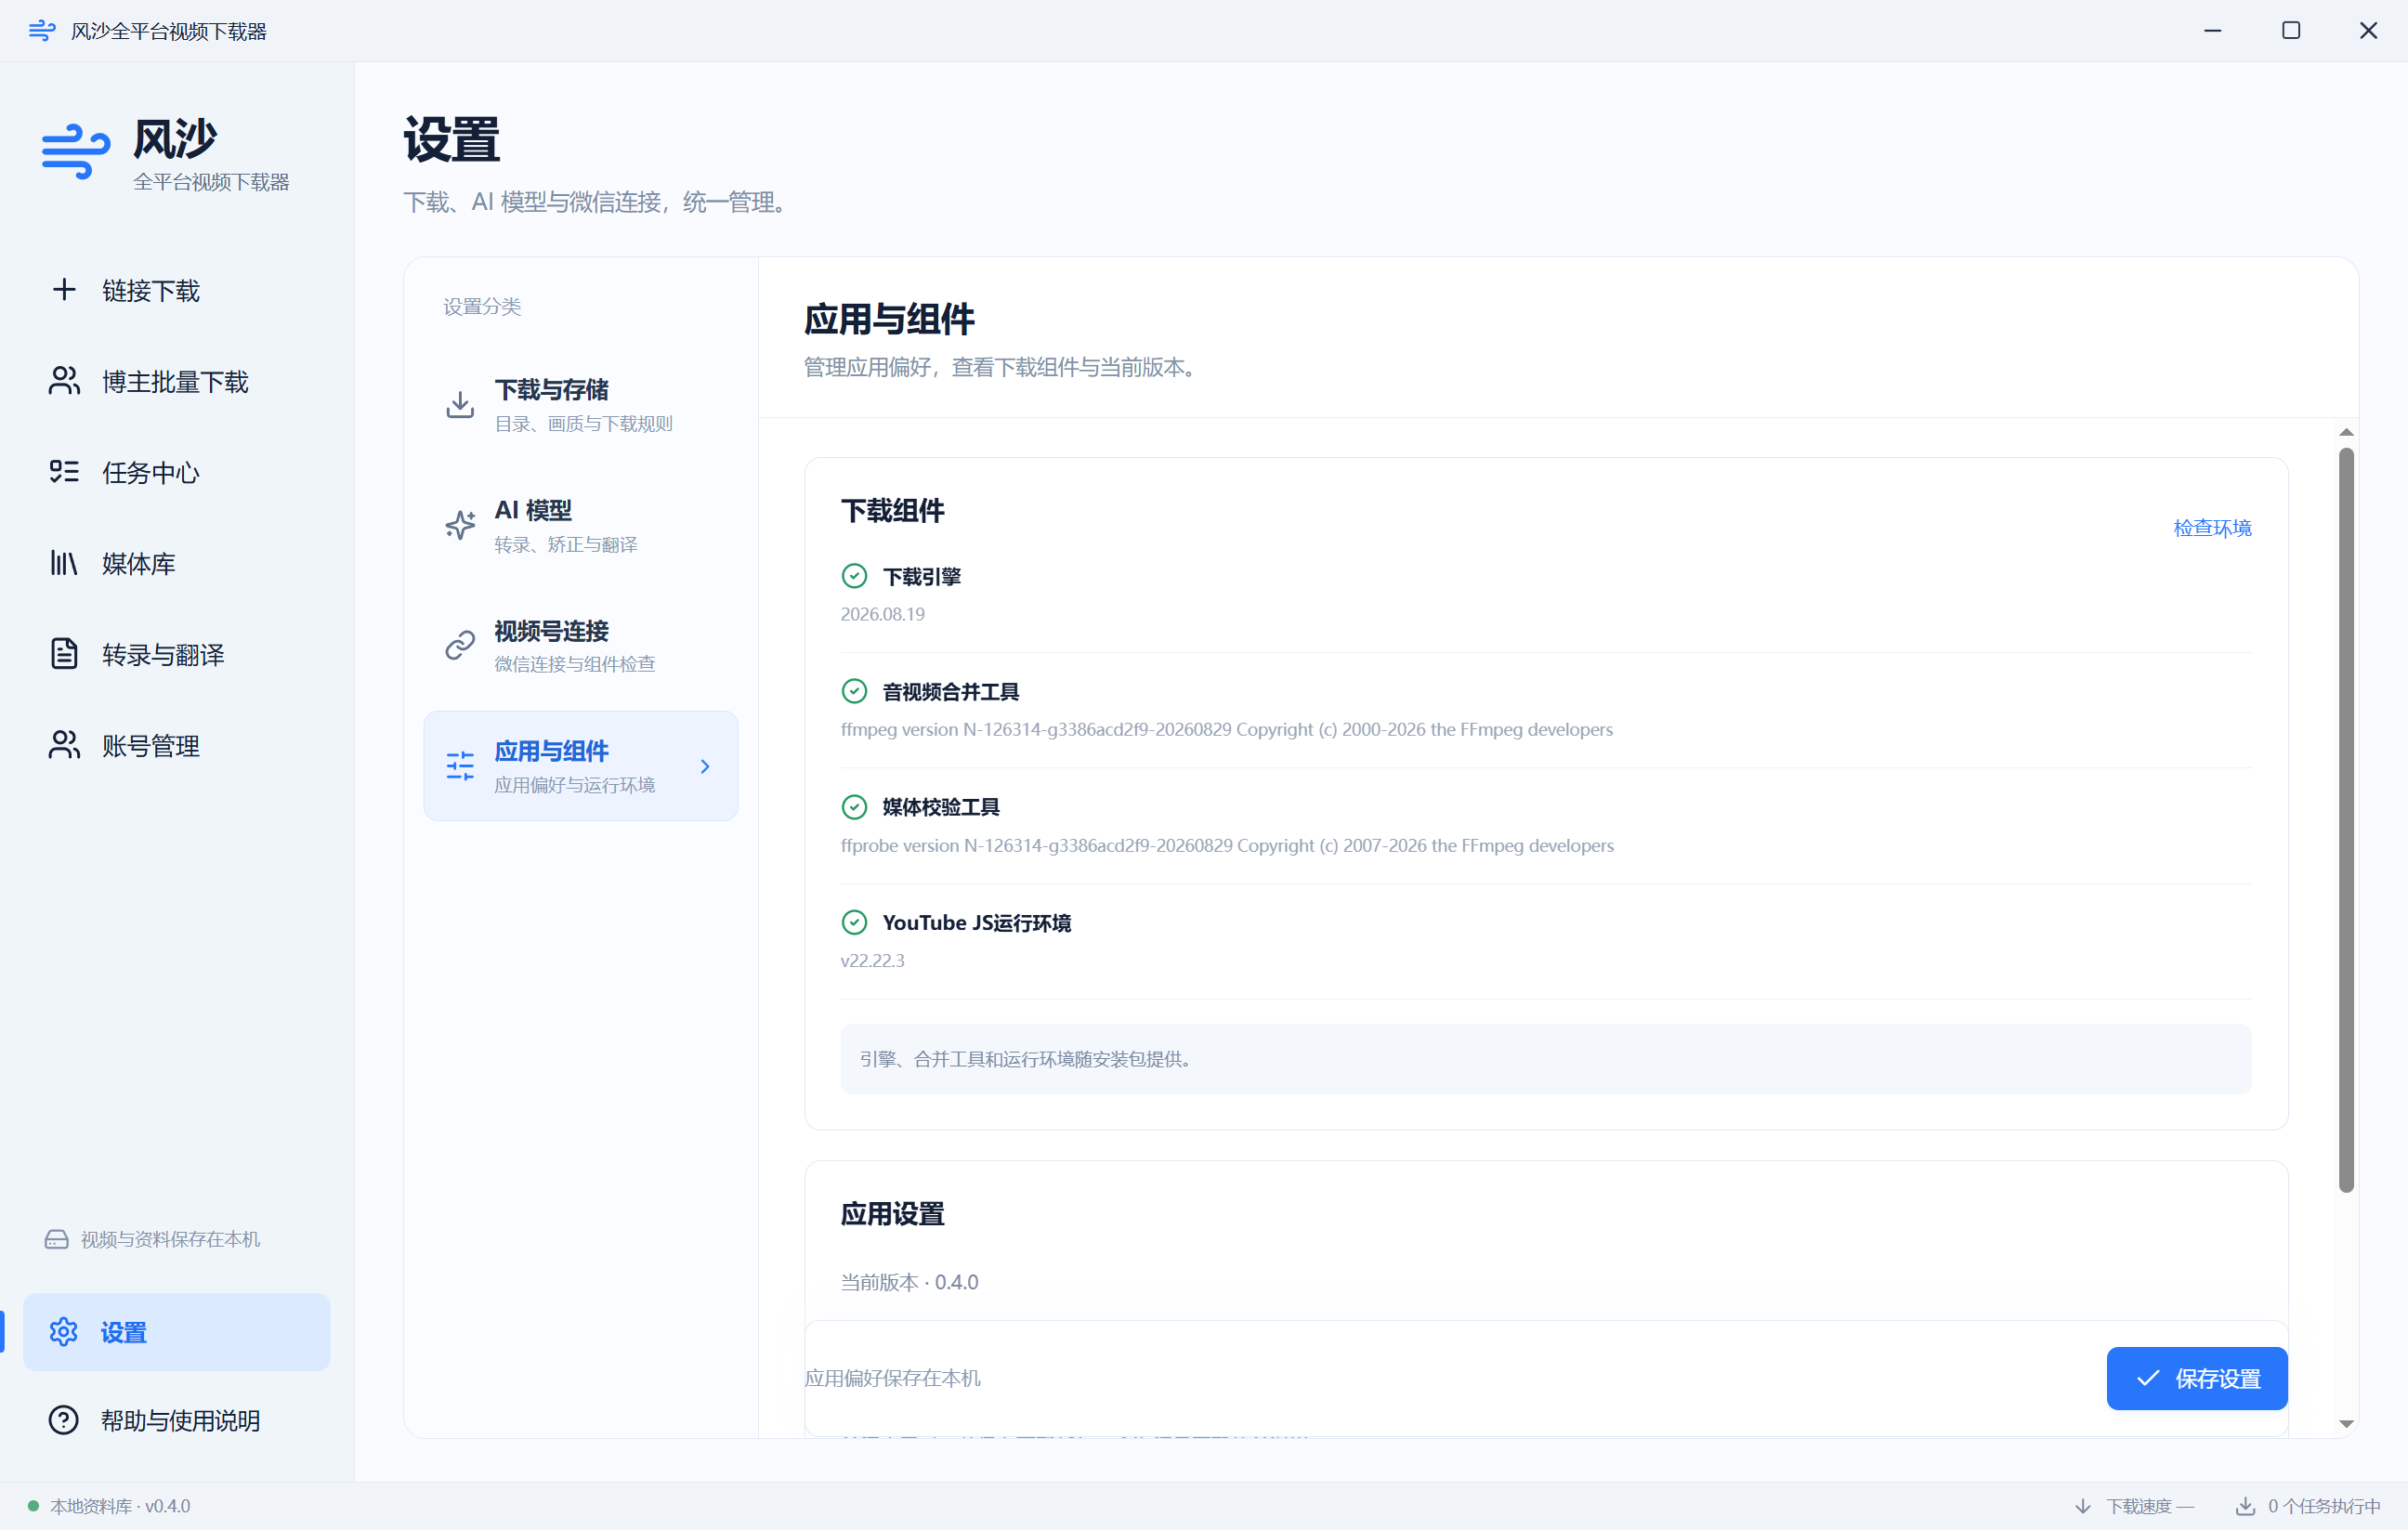 风沙全平台视频下载器
风沙
全平台视频下载器
链接下载
博主批量下载
任务中心
媒体库
转录与翻译
账号管理
视频与资料保存在本机
设置
帮助与使用说明
设置
下载、AI 模型与微信连接，统一管理。
设置分类
下载与存储
目录、画质与下载规则
AI 模型
转录、矫正与翻译
视频号连接
微信连接与组件检查
应用与组件
应用偏好与运行环境
应用与组件
管理应用偏好，查看下载组件与当前版本。
下载组件
检查环境
下载引擎
2026.08.19
音视频合并工具
ffmpeg version N-126314-g3386acd2f9-20260829 Copyright (c) 2000-2026 the FFmpeg developers
媒体校验工具
ffprobe version N-126314-g3386acd2f9-20260829 Copyright (c) 2007-2026 the FFmpeg developers
YouTube JS运行环境
v22.22.3
引擎、合并工具和运行环境随安装包提供。
应用设置
当前版本 · 0.4.0
应用偏好保存在本机
保存设置
本地资料库 · v0.4.0
下载速度 —
0 个任务执行中